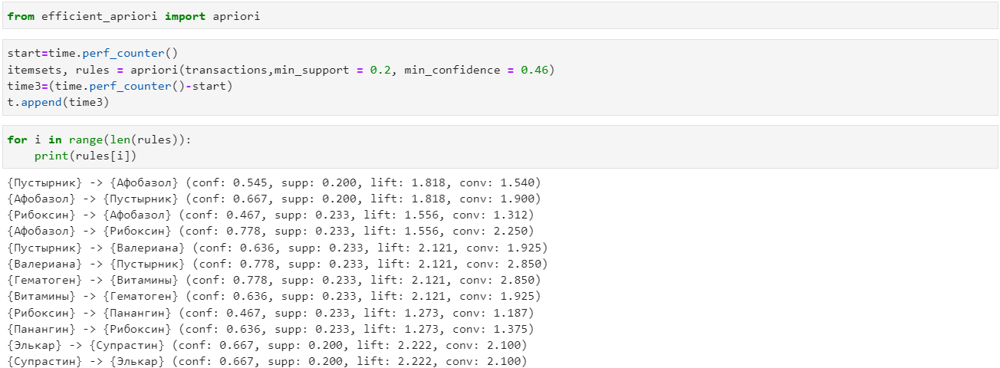 from efficient_apriori import apriori
start=time.perf_counter()
itemsets, rules = apriori(transactions,min_support = 0.2, min_confidence = 0.46)
time3=(time.perf_counter()-start)
t.append(time3)
for i in range(len(rules)):
    print(rules[i])
{Пустырник} -> {Афобазол} (conf: 0.545, supp: 0.200, lift: 1.818, conv: 1.540)
{Афобазол} -> {Пустырник} (conf: 0.667, supp: 0.200, lift: 1.818, conv: 1.900)
{Рибоксин} -> {Афобазол} (conf: 0.467, supp: 0.233, lift: 1.556, conv: 1.312)
{Афобазол} -> {Рибоксин} (conf: 0.778, supp: 0.233, lift: 1.556, conv: 2.250)
{Пустырник} -> {Валериана} (conf: 0.636, supp: 0.233, lift: 2.121, conv: 1.925)
{Валериана} -> {Пустырник} (conf: 0.778, supp: 0.233, lift: 2.121, conv: 2.850)
{Гематоген} -> {Витамины} (conf: 0.778, supp: 0.233, lift: 2.121, conv: 2.850)
{Витамины} -> {Гематоген} (conf: 0.636, supp: 0.233, lift: 2.121, conv: 1.925)
{Рибоксин} -> {Панангин} (conf: 0.467, supp: 0.233, lift: 1.273, conv: 1.187)
{Панангин} -> {Рибоксин} (conf: 0.636, supp: 0.233, lift: 1.273, conv: 1.375)
{Элькар} -> {Супрастин} (conf: 0.667, supp: 0.200, lift: 2.222, conv: 2.100)
{Супрастин} -> {Элькар} (conf: 0.667, supp: 0.200, lift: 2.222, conv: 2.100)